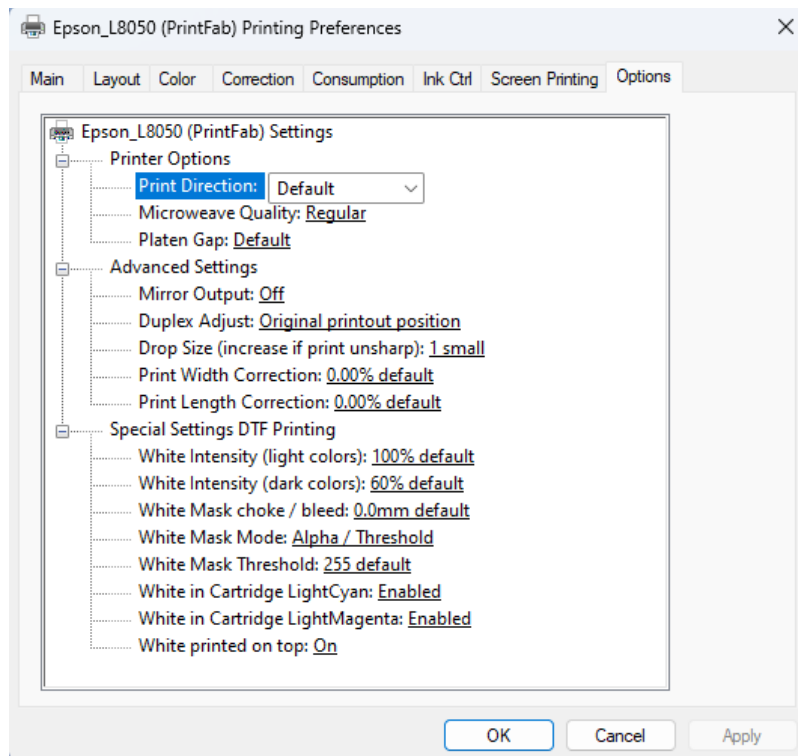 Epson_L8050 (PrintFab) Printing Preferences
Main Layout Color Correction Consumption Ink Ctrl Screen Printing Options
Epson_L8050 (PrintFab) Settings
Printer Options
Print Direction: Default
Microweave Quality: Regular
Platen Gap: Default
Advanced Settings
Mirror Output: Off
Duplex Adjust: Original printout position
Drop Size (increase if print unsharp): 1 small
Print Width Correction: 0.00% default
Print Length Correction: 0.00% default
Special Settings DTF Printing
White Intensity (light colors): 100% default
White Intensity (dark colors): 60% default
White Mask choke / bleed: 0.0mm default
White Mask Mode: Alpha / Threshold
White Mask Threshold: 255 default
White in Cartridge LightCyan: Enabled
White in Cartridge LightMagenta: Enabled
White printed on top: On
OK Cancel Apply